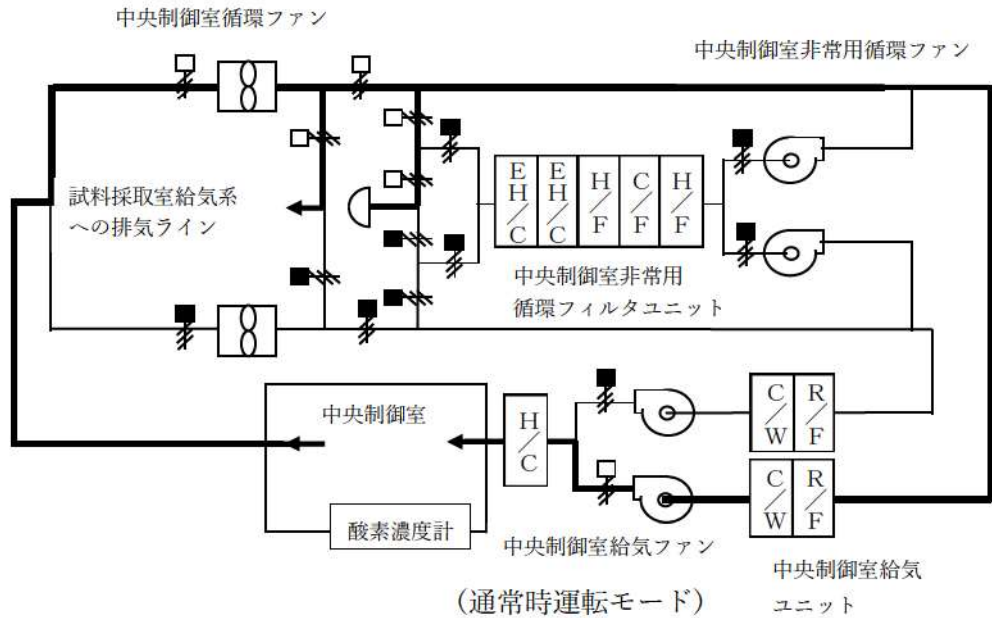 中央制御室循環ファン
中央制御室非常用循環ファン
試料採取室給気系
への排気ライン
EH/C
EH/C
H/F
C/F
H/F
中央制御室非常用
循環フィルタユニット
中央制御室
H/C
C/W
R/F
C/W
R/F
酸素濃度計
中央制御室給気ファン
中央制御室給気
ユニット
(通常時運転モード)